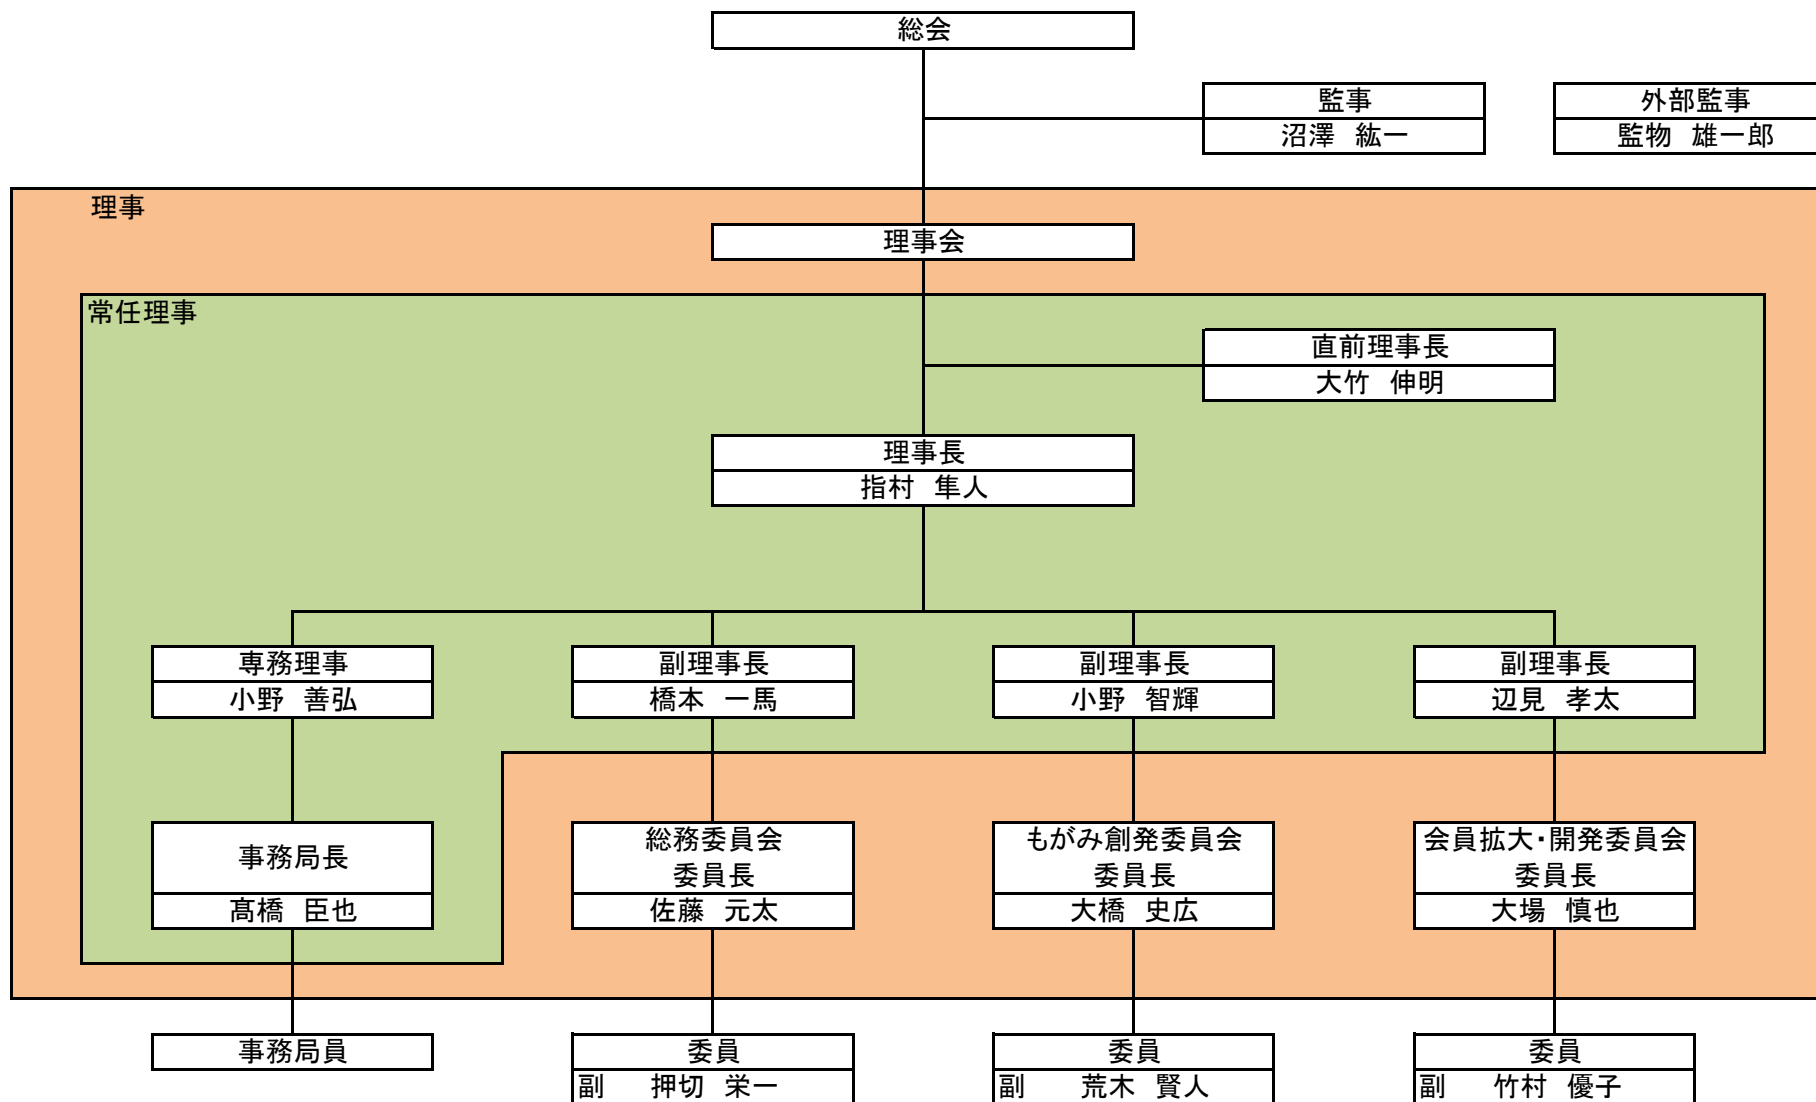 総会
監事
外部監事
沼澤 紘一
監物 雄一郎
理事
理事会
常任理事
直前理事長
大竹 伸明
理事長
指村 隼人
専務理事
副理事長
副理事長
副理事長
小野 善弘
橋本 一馬
小野 智輝
辺見 孝太
事務局長
総務委員会
委員長
もがみ創発委員会
委員長
会員拡大・開発委員会
委員長
髙橋 臣也
佐藤 元太
大橋 史広
大場 慎也
事務局員
委員
委員
委員
副 押切 栄一
副 荒木 賢人
副 竹村 優子